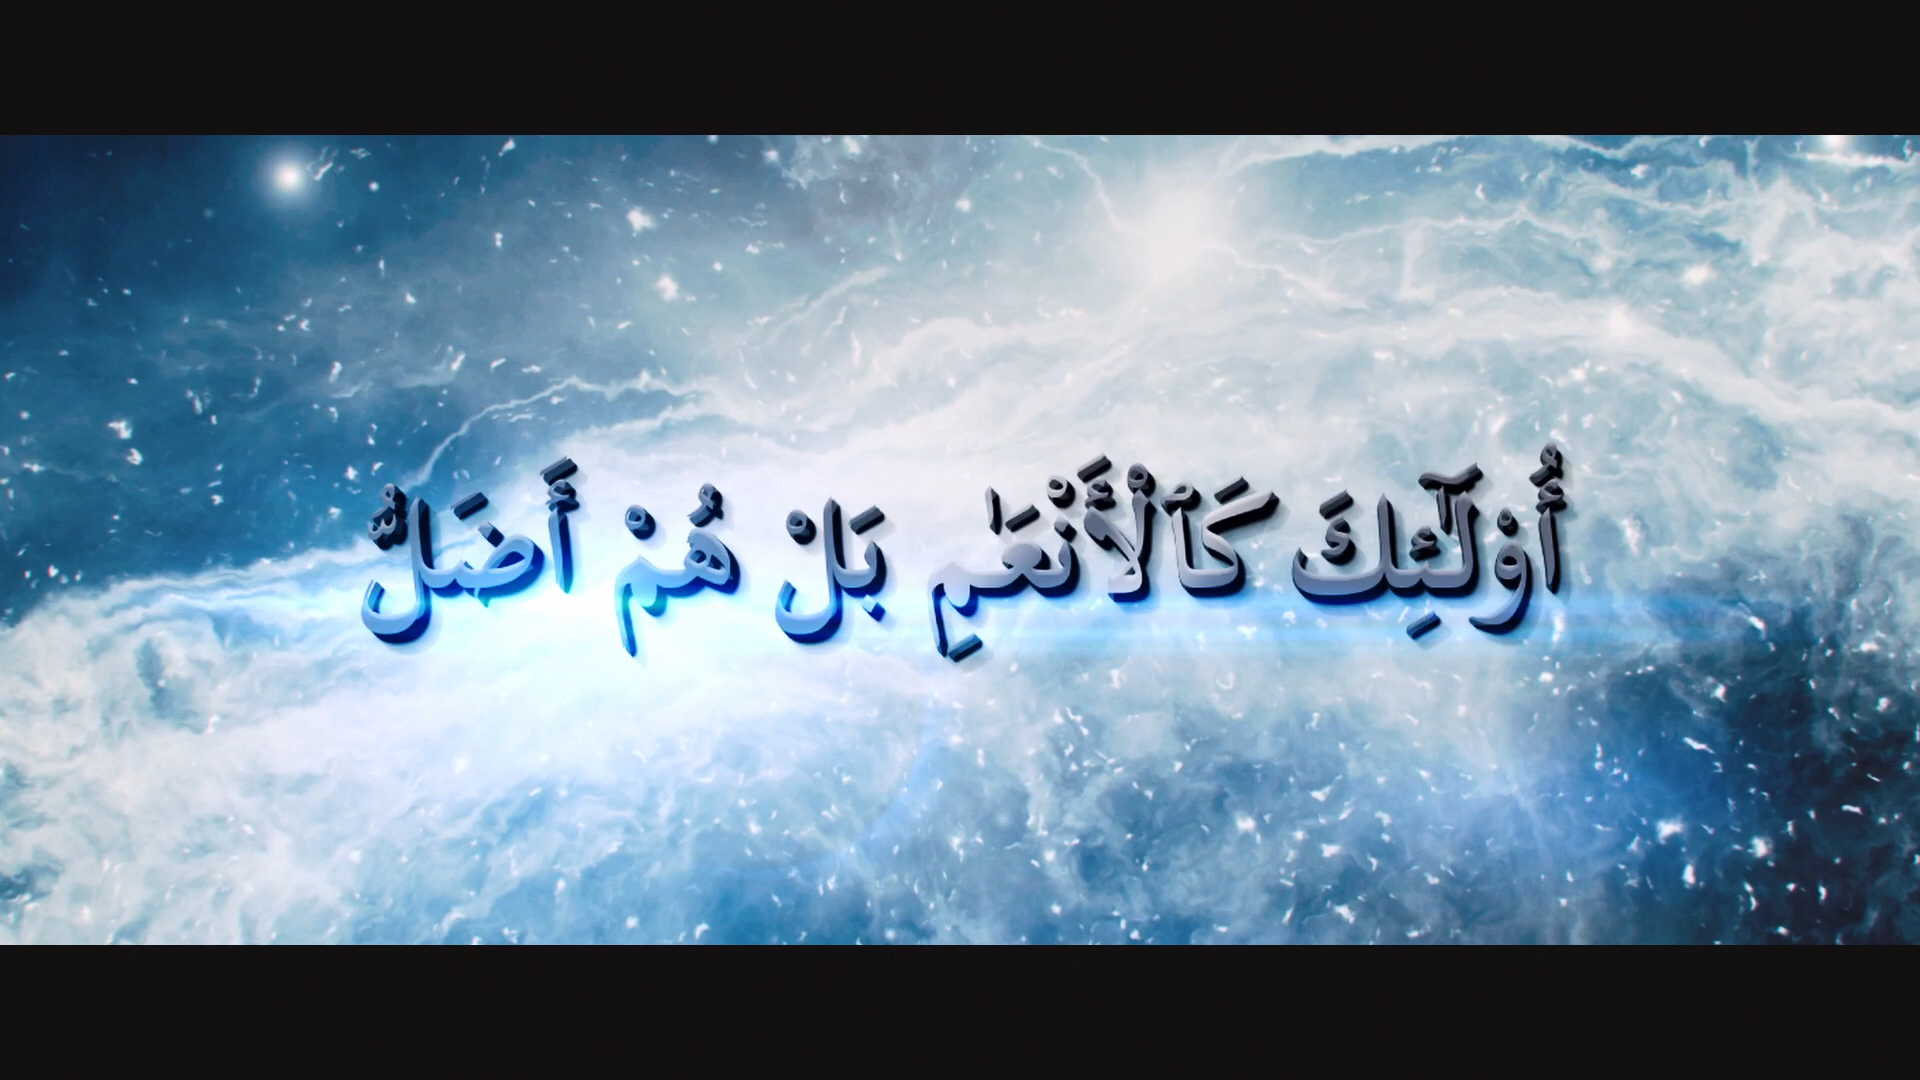 أُوْلَٰٓئِكَ كَٱلْأَنْعَٰمِ بَلْ هُمْ أَضَلُّ